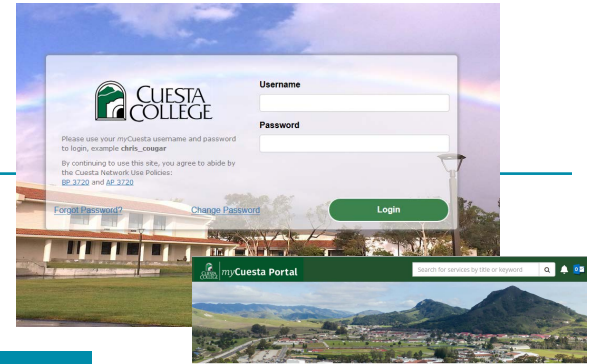 CUESTA
COLLEGE
Please use your myCuesta username and password
to login, example chris_cougar
By continuing to use this site, you agree to abide by
the Cuesta Network Use Policies:
BP 3720 and AP 3720
Username
Password
Forgot Password?
Change Password
Login
CUESTA
COLLEGE
myCuesta Portal
Search for services by title or keyword